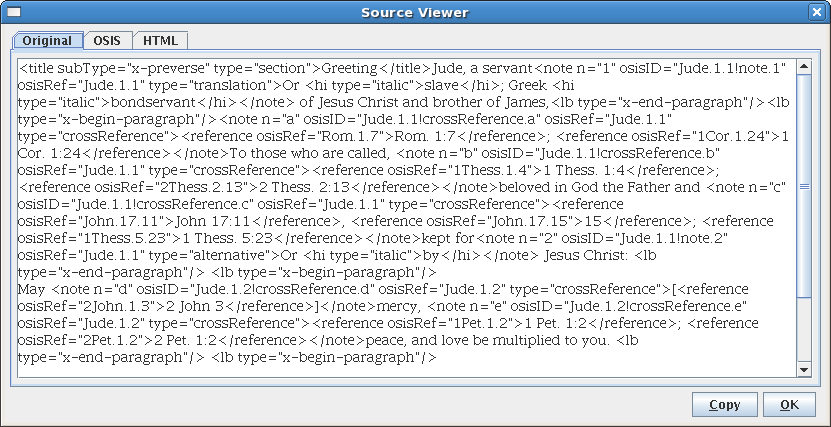 Source Viewer
Original OSIS HTML
<title subType="x-preverse" type="section">Greeting</title>Jude, a servant<note n="1" osisID="Jude.1.1!note.1"
osisRef="Jude.1.1" type="translation">Or <hi type="italic">slave</hi>; Greek <hi
type="italic">bondservant</hi></note> of Jesus Christ and brother of James,<lb type="x-end-paragraph"/><lb
type="x-begin-paragraph"/><note n="a" osisID="Jude.1.1!crossReference.a" osisRef="Jude.1.1"
type="crossReference"><reference osisRef="Rom.1.7">Rom. 1:7</reference>; <reference osisRef="1Cor.1.24">1
Cor. 1:24</reference></note>To those who are called, <note n="b" osisID="Jude.1.1!crossReference.b"
osisRef="Jude.1.1" type="crossReference"><reference osisRef="1Thess.1.4">1 Thess. 1:4</reference>;
<reference osisRef="2Thess.2.13">2 Thess. 2:13</reference></note>beloved in God the Father and <note n="c"
osisID="Jude.1.1!crossReference.c" osisRef="Jude.1.1" type="crossReference"><reference
osisRef="John.17.11">John 17:11</reference>, <reference osisRef="John.17.15">15</reference>; <reference
osisRef="1Thess.5.23">1 Thess. 5:23</reference></note>kept for<note n="2" osisID="Jude.1.1!note.2"
osisRef="Jude.1.1" type="alternative">Or <hi type="italic">by</hi></note> Jesus Christ: <lb
type="x-end-paragraph"/> <lb type="x-begin-paragraph"/>
May <note n="d" osisID="Jude.1.2!crossReference.d" osisRef="Jude.1.2" type="crossReference">[<reference
osisRef="2John.1.3">2 John 3</reference>]</note>mercy, <note n="e" osisID="Jude.1.2!crossReference.e"
osisRef="Jude.1.2" type="crossReference"><reference osisRef="1Pet.1.2">1 Pet. 1:2</reference>; <reference
osisRef="2Pet.1.2">2 Pet. 1:2</reference></note>peace, and love be multiplied to you. <lb
type="x-end-paragraph"/> <lb type="x-begin-paragraph"/>
Copy OK